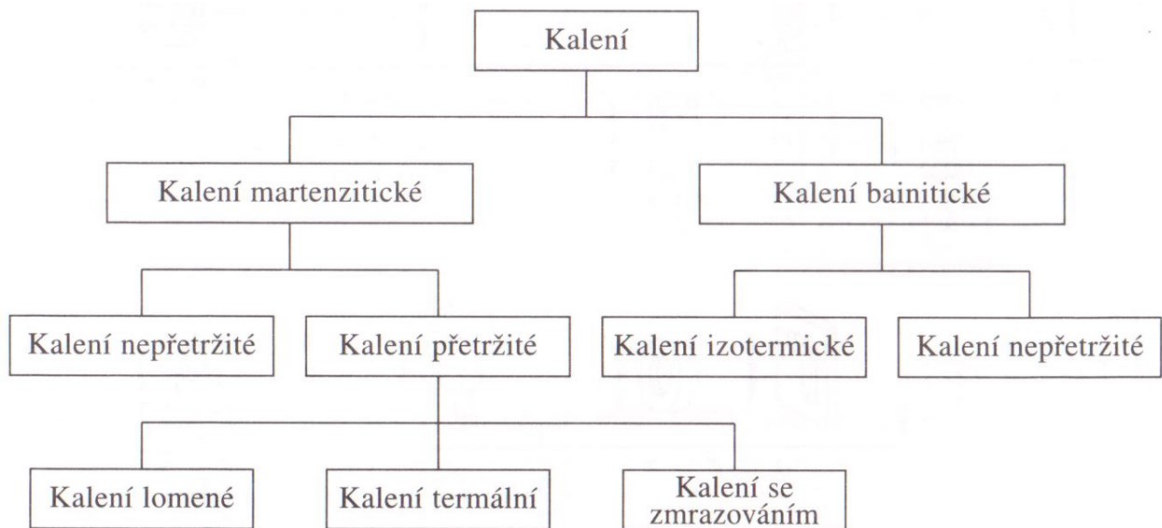 Kalení
Kalení martenzitické
Kalení bainitické
Kalení nepřetržité
Kalení přetržité
Kalení izotermické
Kalení nepřetržité
Kalení lomené
Kalení termální
Kalení se
zmrazováním